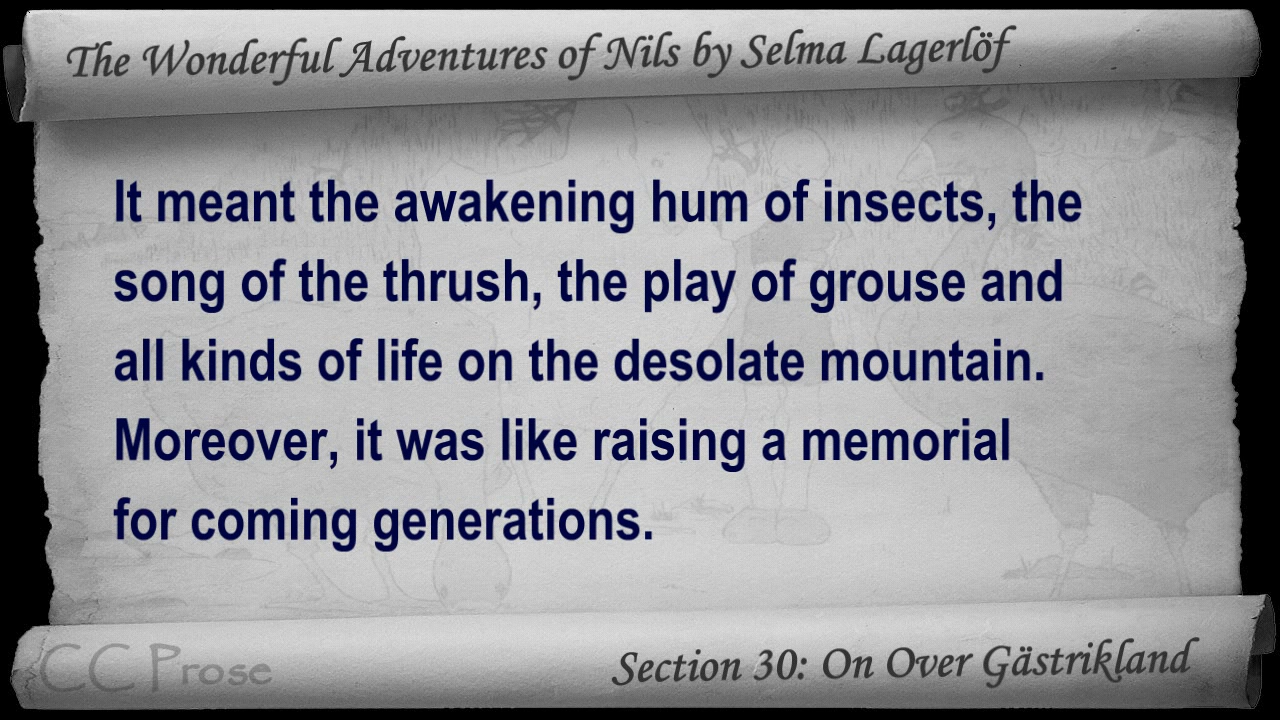 The Wonderful Adventures of Nils by Selma Lagerlöf
It meant the awakening hum of insects, the
song of the thrush, the play of grouse and
all kinds of life on the desolate mountain.
Moreover, it was like raising a memorial
for coming generations.
CC Prose
Section 30: On Over Gästrikland